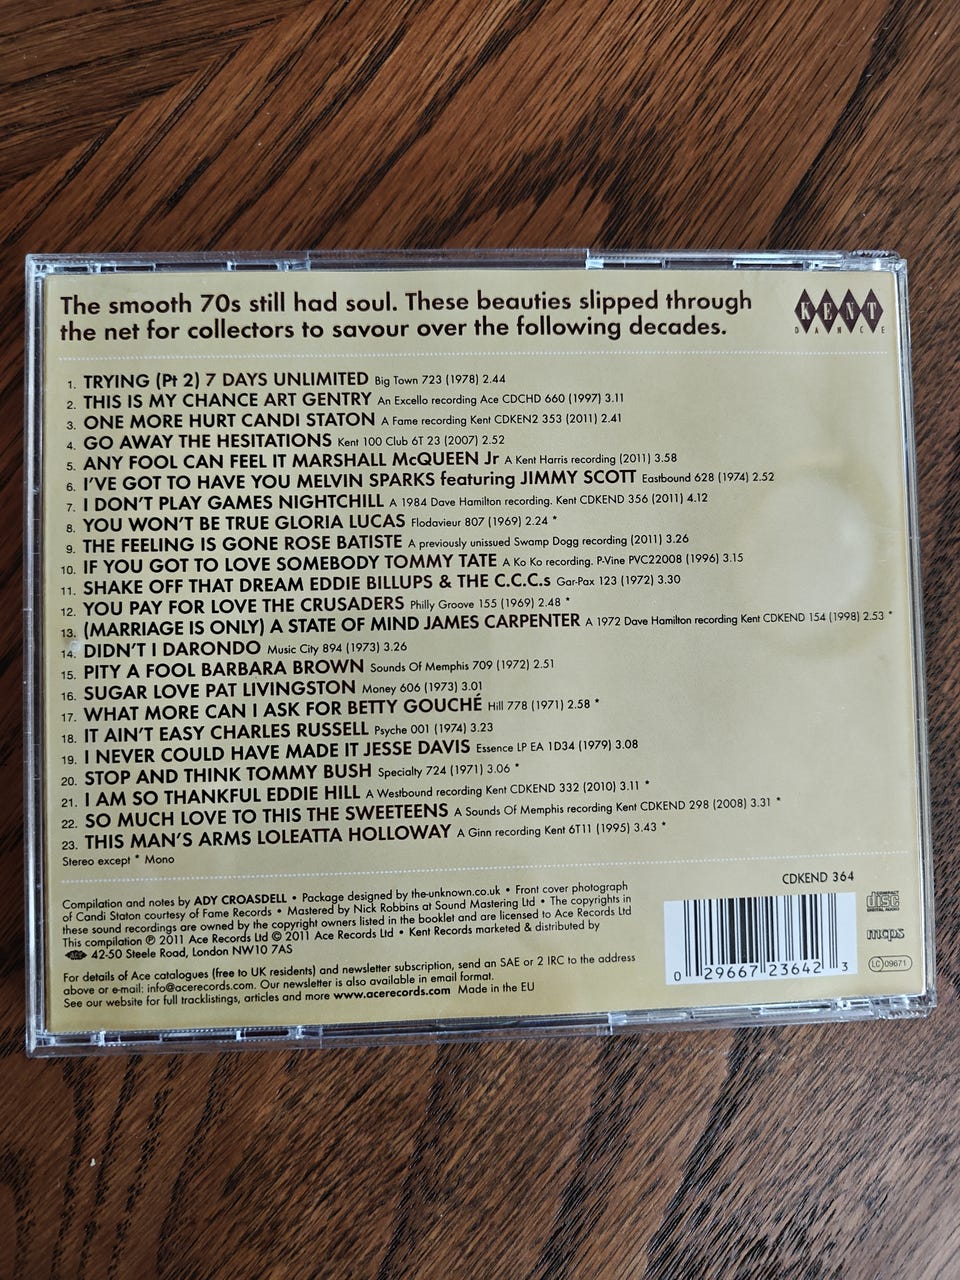 The smooth 70s still had soul. These beauties slipped through
the net for collectors to savour over the following decades.
KENT
DANCE
1. TRYING (Pt 2) 7 DAYS UNLIMITED Big Town 723 (1978) 2.44
2. THIS IS MY CHANCE ART GENTRY An Excello recording Ace CDCHD 660 (1997) 3.11
3. ONE MORE HURT CANDI STATON A Fame recording Kent CDKEN2 353 (2011) 2.41
4. GO AWAY THE HESITATIONS Kent 100 Club 6T 23 (2007) 2.52
5. ANY FOOL CAN FEEL IT MARSHALL McQUEEN Jr A Kent Harris recording (2011) 3.58
6. I'VE GOT TO HAVE YOU MELVIN SPARKS featuring JIMMY SCOTT Eastbound 628 (1974) 2.52
7. I DON'T PLAY GAMES NIGHTCHILL A 1984 Dave Hamilton recording. Kent CDKEND 356 (2011) 4.12
8. YOU WON'T BE TRUE GLORIA LUCAS Flodavieur 807 (1969) 2.24 *
9. THE FEELING IS GONE ROSE BATISTE A previously unissued Swamp Dogg recording (2011) 3.26
10. IF YOU GOT TO LOVE SOMEBODY TOMMY TATE A Ko Ko recording. P-Vine PVC22008 (1996) 3.15
11. SHAKE OFF THAT DREAM EDDIE BILLUPS & THE C.C.C.s Gar-Pax 123 (1972) 3.30
12. YOU PAY FOR LOVE THE CRUSADERS Philly Groove 155 (1969) 2.48 *
13. (MARRIAGE IS ONLY) A STATE OF MIND JAMES CARPENTER A 1972 Dave Hamilton recording Kent CDKEND 154 (1998) 2.53 *
14. DIDN'T I DARONDO Music City 894 (1973) 3.26
15. PITY A FOOL BARBARA BROWN Sounds Of Memphis 709 (1972) 2.51
16. SUGAR LOVE PAT LIVINGSTON Money 606 (1973) 3.01
17. WHAT MORE CAN I ASK FOR BETTY GOUCHÉ Hill 778 (1971) 2.58 *
18. IT AIN'T EASY CHARLES RUSSELL Psyche 001 (1974) 3.23
19. I NEVER COULD HAVE MADE IT JESSE DAVIS Essence LP EA 1D34 (1979) 3.08
20. STOP AND THINK TOMMY BUSH Specialty 724 (1971) 3.06 *
21. I AM SO THANKFUL EDDIE HILL A Westbound recording Kent CDKEND 332 (2010) 3.11 *
22. SO MUCH LOVE TO THIS THE SWEETEENS A Sounds Of Memphis recording Kent CDKEND 298 (2008) 3.31 *
23. THIS MAN'S ARMS LOLEATTA HOLLOWAY A Ginn recording Kent 6T11 (1995) 3.43 *
Stereo except * Mono
Compilation and notes by ADY CROASDELL • Package designed by the-unknown.co.uk • Front cover photograph
of Candi Staton courtesy of Fame Records • Mastered by Nick Robbins at Sound Mastering Ltd • The copyrights in
these sound recordings are owned by the copyright owners listed in the booklet and are licensed to Ace Records Ltd
This compilation ℗ 2011 Ace Records Ltd © 2011 Ace Records Ltd • Kent Records marketed & distributed by
ACE 42-50 Steele Road, London NW10 7AS
For details of Ace catalogues (free to UK residents) and newsletter subscription, send an SAE or 2 IRC to the address
above or e-mail: info@acerecords.com. Our newsletter is also available in email format.
See our website for full tracklistings, articles and more www.acerecords.com Made in the EU
CDKEND 364
0 29667 23642 3
COMPACT
disc
DIGITAL AUDIO
mcps
LC 09671